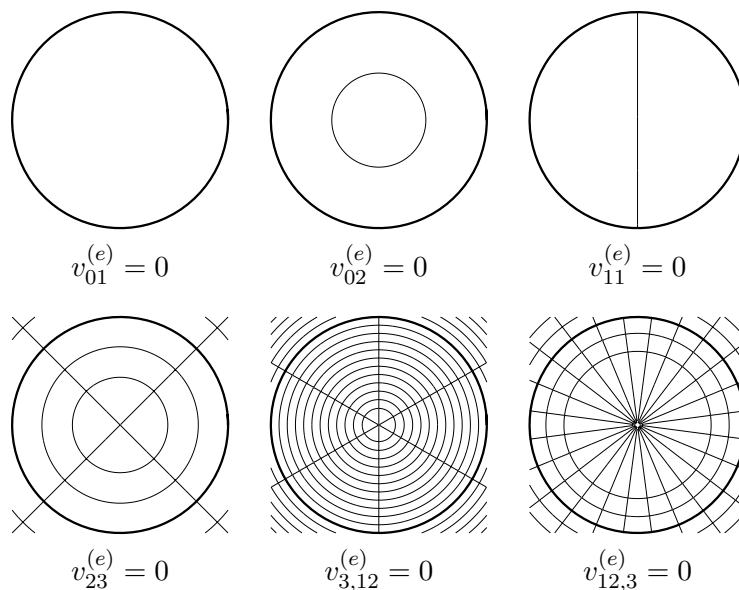 v_{01}^{(e)} = 0 v_{02}^{(e)} = 0 v_{11}^{(e)} = 0
v_{23}^{(e)} = 0 v_{3,12}^{(e)} = 0 v_{12,3}^{(e)} = 0